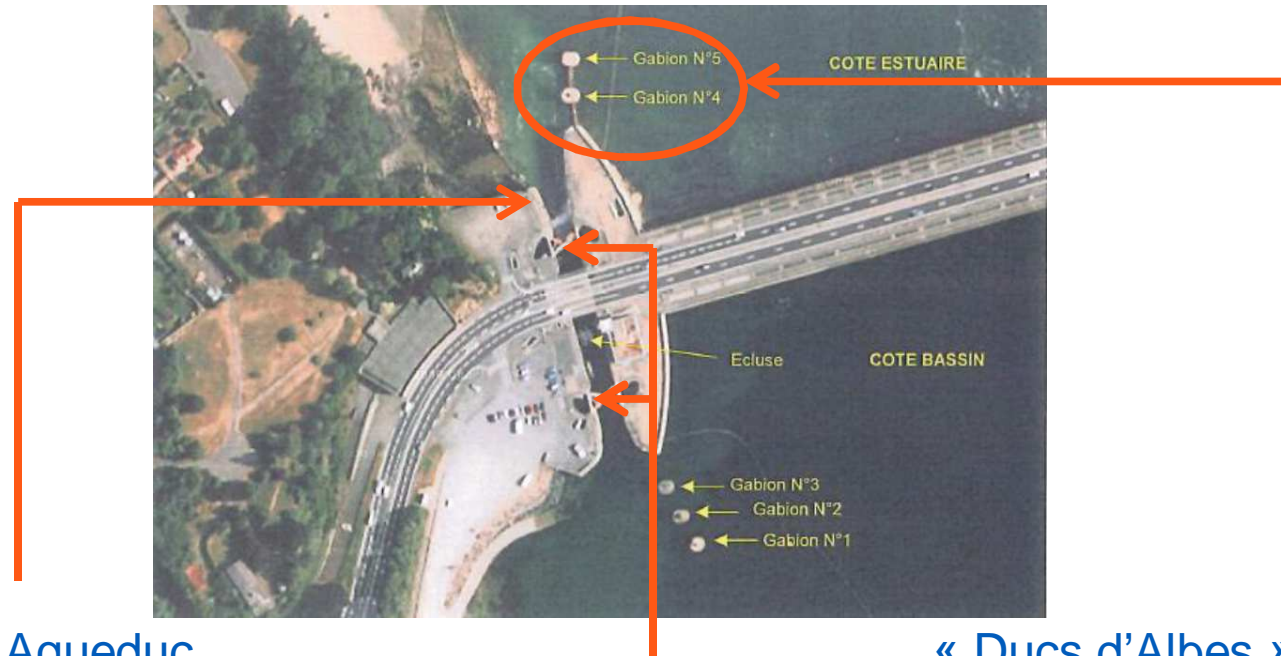 Gabion N°5
COTE ESTUAIRE
Gabion N°4
Ecluse
COTE BASSIN
Gabion N°3
Gabion N°2
Gabion N°1
Aqueduc
« Ducs d'Albes »